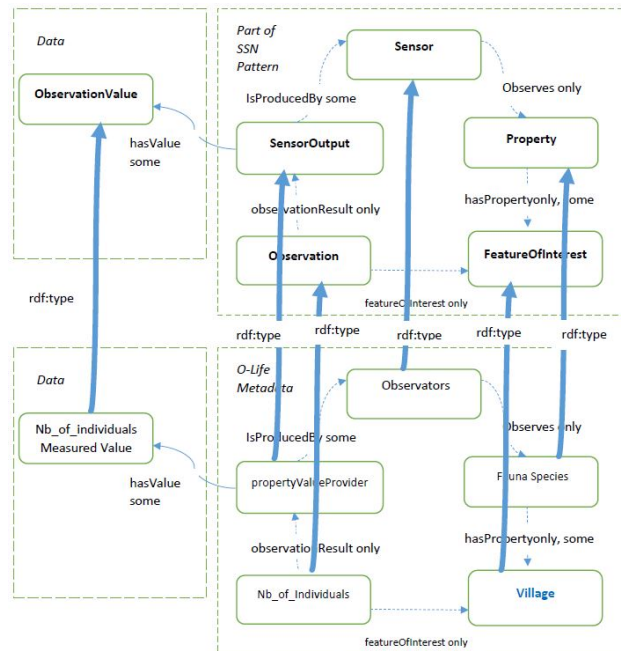 Data
Part of
SSN
Pattern
Sensor
ObservationValue
IsProducedBy some
Observes only
hasValue
some
SensorOutput
Property
observationResult only
hasPropertyonly, some
Observation
FeatureOfInterest
featureOfInterest only
rdf:type
rdf:type
rdf:type
rdf:type
rdf:type
rdf:type
Data
O-Life
Metadata
Observators
Nb_of_individuals
Measured Value
IsProducedBy some
Observes only
hasValue
some
propertyValueProvider
Fauna Species
observationResult only
hasPropertyonly, some
Nb_of_Individuals
Village
featureOfInterest only